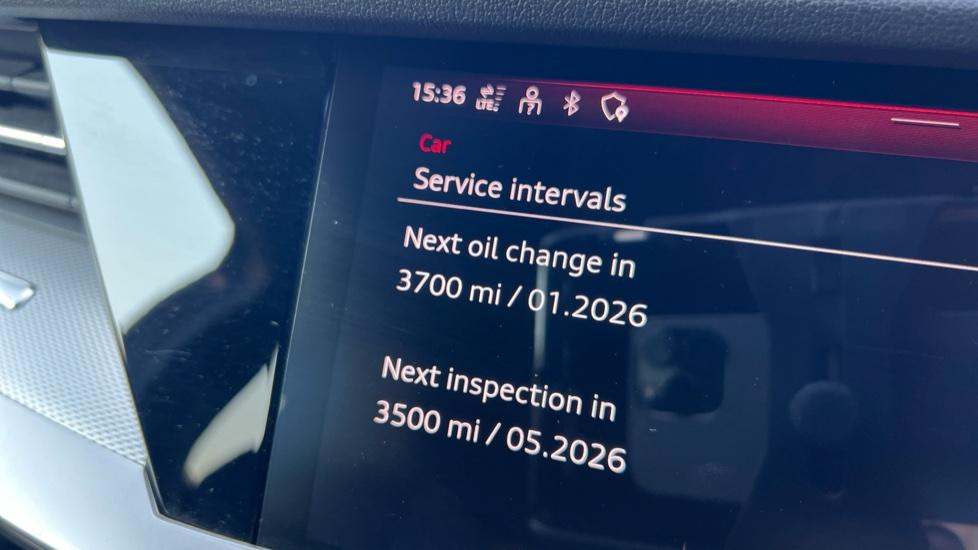 15:36 LTE
Car
Service intervals
Next oil change in
3700 mi / 01.2026
Next inspection in
3500 mi / 05.2026